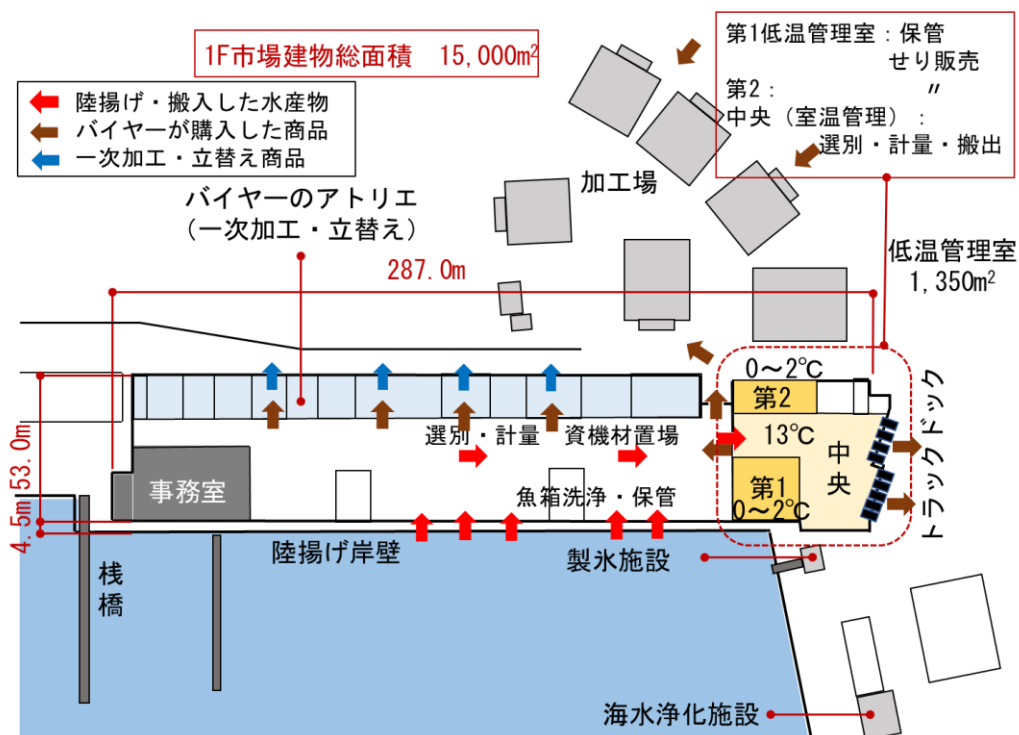 1F市場建物総面積　15,000m²
陸揚げ・搬入した水産物
バイヤーが購入した商品
一次加工・立替え商品
第1低温管理室：保管
せり販売
第2：　〃
中央（室温管理）：
選別・計量・搬出
加工場
バイヤーのアトリエ
（一次加工・立替え）
低温管理室
1,350m²
287.0m
0～2℃
第2
13℃
中央
トラックドック
選別・計量
資機材置場
53.0m
4.5m
事務室
第1
0～2℃
魚箱洗浄・保管
陸揚げ岸壁
製氷施設
桟橋
海水浄化施設